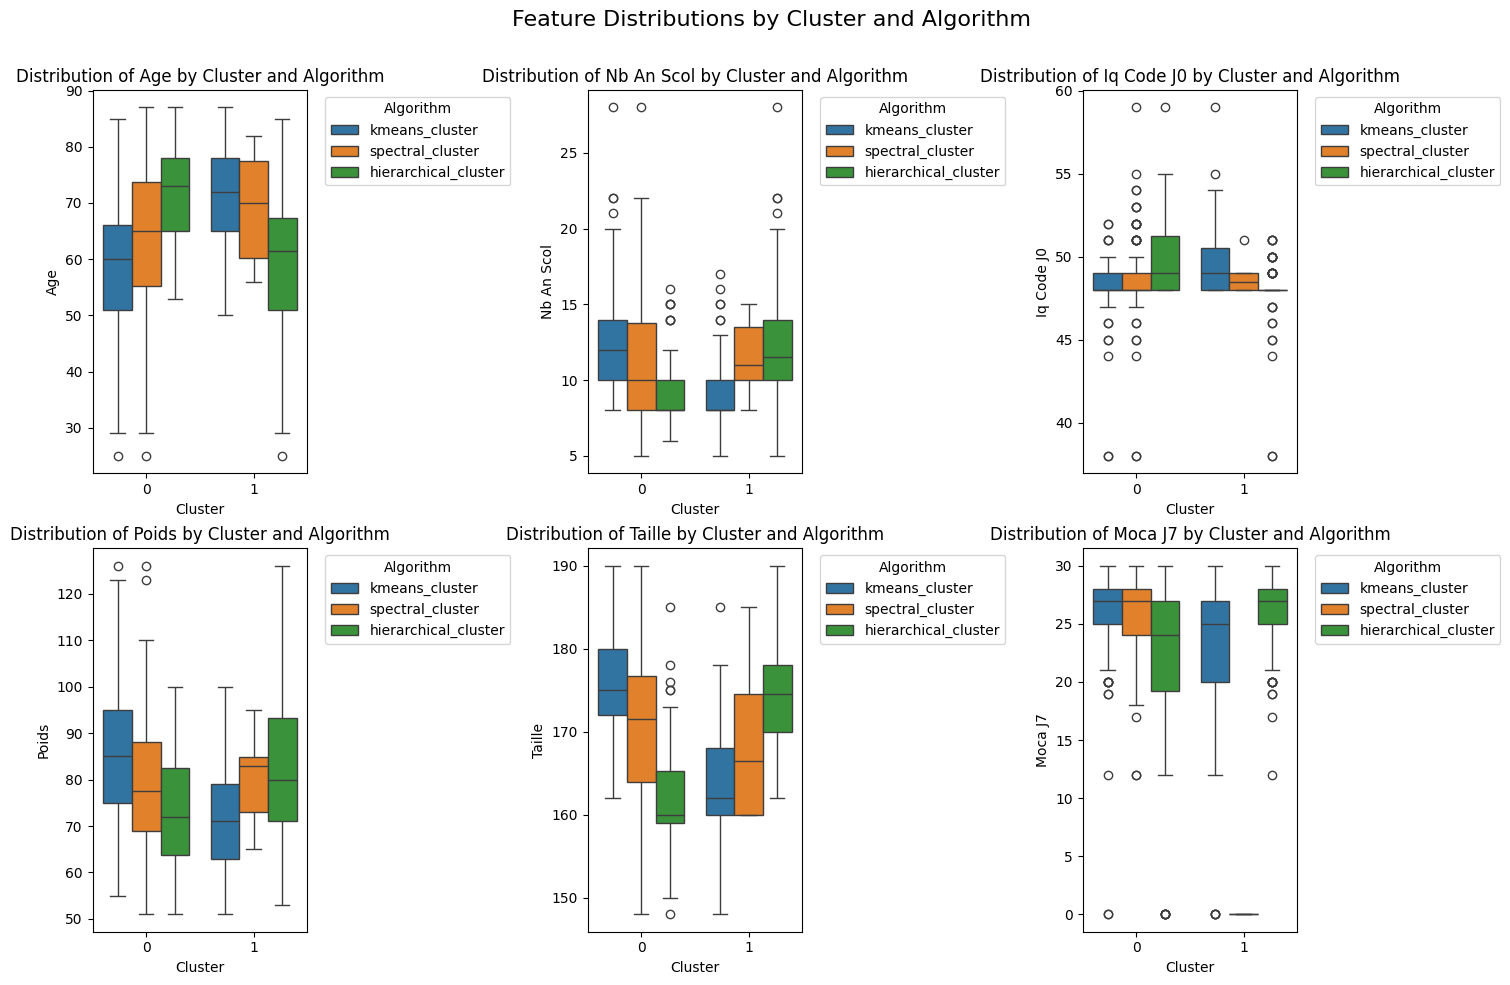 Feature Distributions by Cluster and Algorithm
Distribution of Age by Cluster and Algorithm
Age
90
80
70
60
50
40
30
0 1
Cluster
Algorithm
kmeans_cluster
spectral_cluster
hierarchical_cluster
Distribution of Nb An Scol by Cluster and Algorithm
Nb An Scol
25
20
15
10
5
0 1
Cluster
Algorithm
kmeans_cluster
spectral_cluster
hierarchical_cluster
Distribution of Iq Code J0 by Cluster and Algorithm
Iq Code J0
60
55
50
45
40
0 1
Cluster
Algorithm
kmeans_cluster
spectral_cluster
hierarchical_cluster
Distribution of Poids by Cluster and Algorithm
Poids
120
110
100
90
80
70
60
50
0 1
Cluster
Algorithm
kmeans_cluster
spectral_cluster
hierarchical_cluster
Distribution of Taille by Cluster and Algorithm
Taille
190
180
170
160
150
0 1
Cluster
Algorithm
kmeans_cluster
spectral_cluster
hierarchical_cluster
Distribution of Moca J7 by Cluster and Algorithm
Moca J7
30
25
20
15
10
5
0
0 1
Cluster
Algorithm
kmeans_cluster
spectral_cluster
hierarchical_cluster